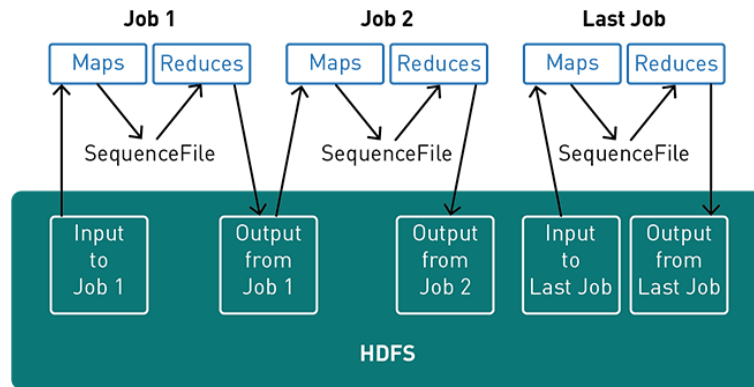 Job 1 Job 2 Last Job
Maps Reduces Maps Reduces Maps Reduces
SequenceFile SequenceFile SequenceFile
Input Output Output Input Output
to from from to from
Job 1 Job 1 Job 2 Last Job Last Job
HDFS